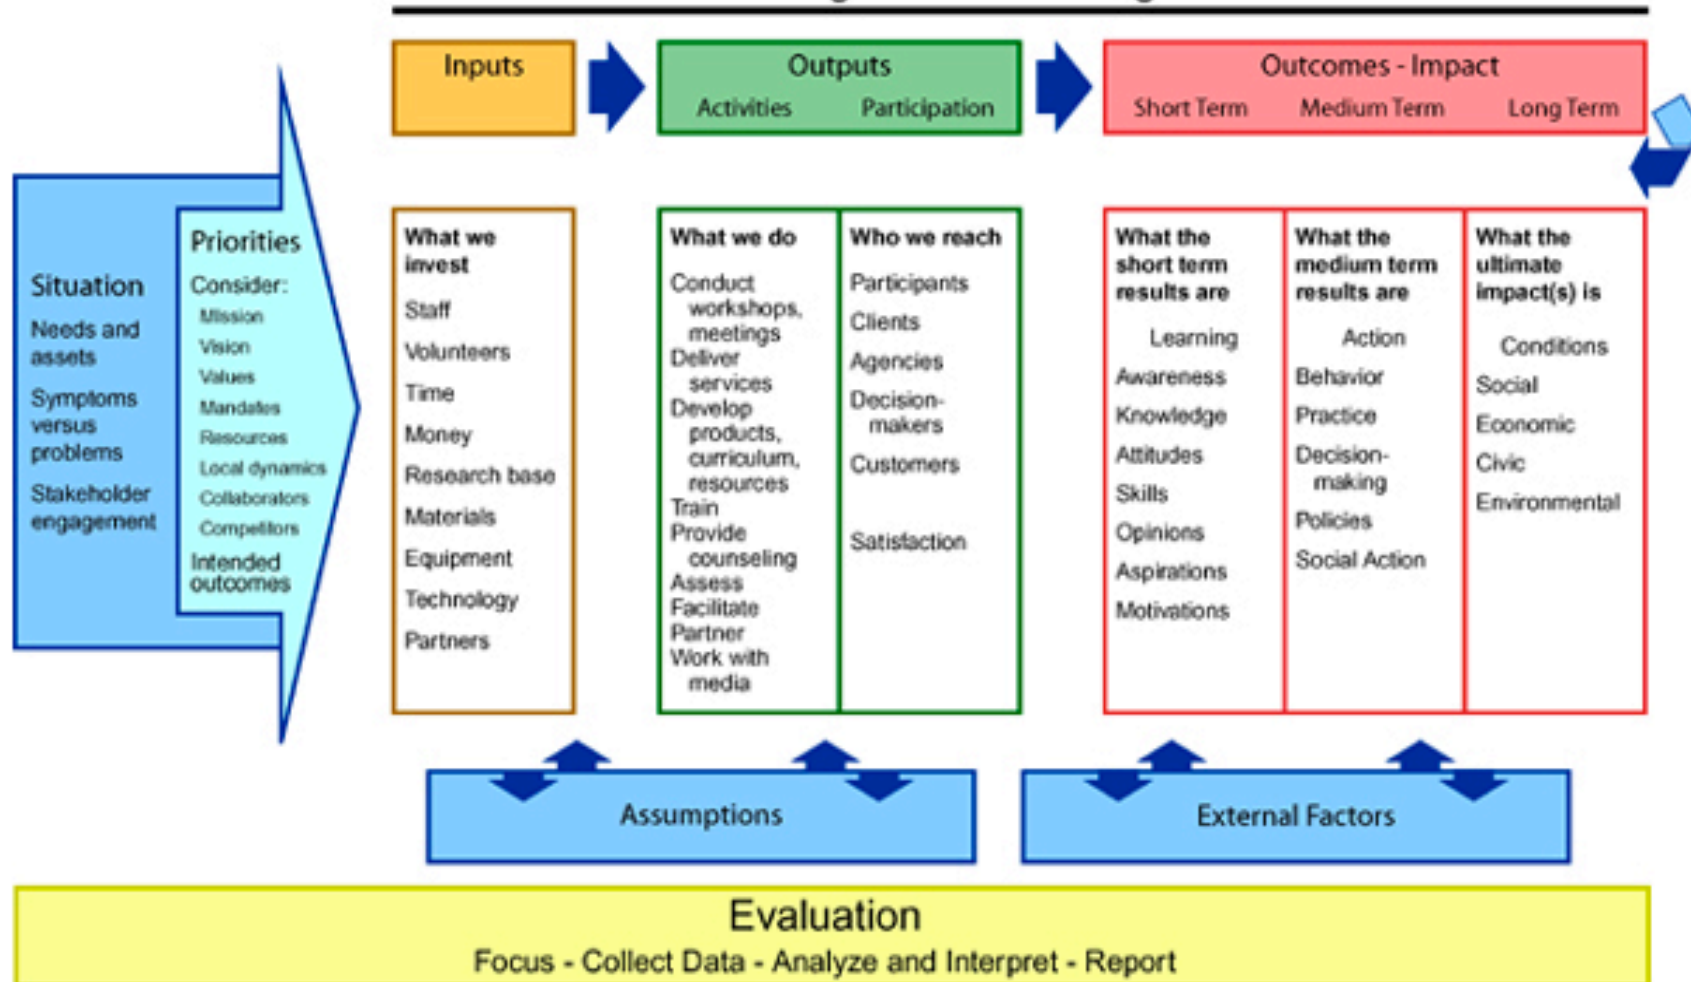 Inputs
Outputs
Activities Participation
Outcomes - Impact
Short Term Medium Term Long Term
Situation
Needs and
assets
Symptoms
versus
problems
Stakeholder
engagement
Priorities
Consider:
Mission
Vision
Values
Mandates
Resources
Local dynamics
Collaborators
Competitors
Intended
outcomes
What we
invest
Staff
Volunteers
Time
Money
Research base
Materials
Equipment
Technology
Partners
What we do
Conduct
workshops,
meetings
Deliver
services
Develop
products,
curriculum,
resources
Train
Provide
counseling
Assess
Facilitate
Partner
Work with
media
Who we reach
Participants
Clients
Agencies
Decision-
makers
Customers
Satisfaction
What the
short term
results are
Learning
Awareness
Knowledge
Attitudes
Skills
Opinions
Aspirations
Motivations
What the
medium term
results are
Action
Behavior
Practice
Decision-
making
Policies
Social Action
What the
ultimate
impact(s) is
Conditions
Social
Economic
Civic
Environmental
Assumptions
External Factors
Evaluation
Focus - Collect Data - Analyze and Interpret - Report